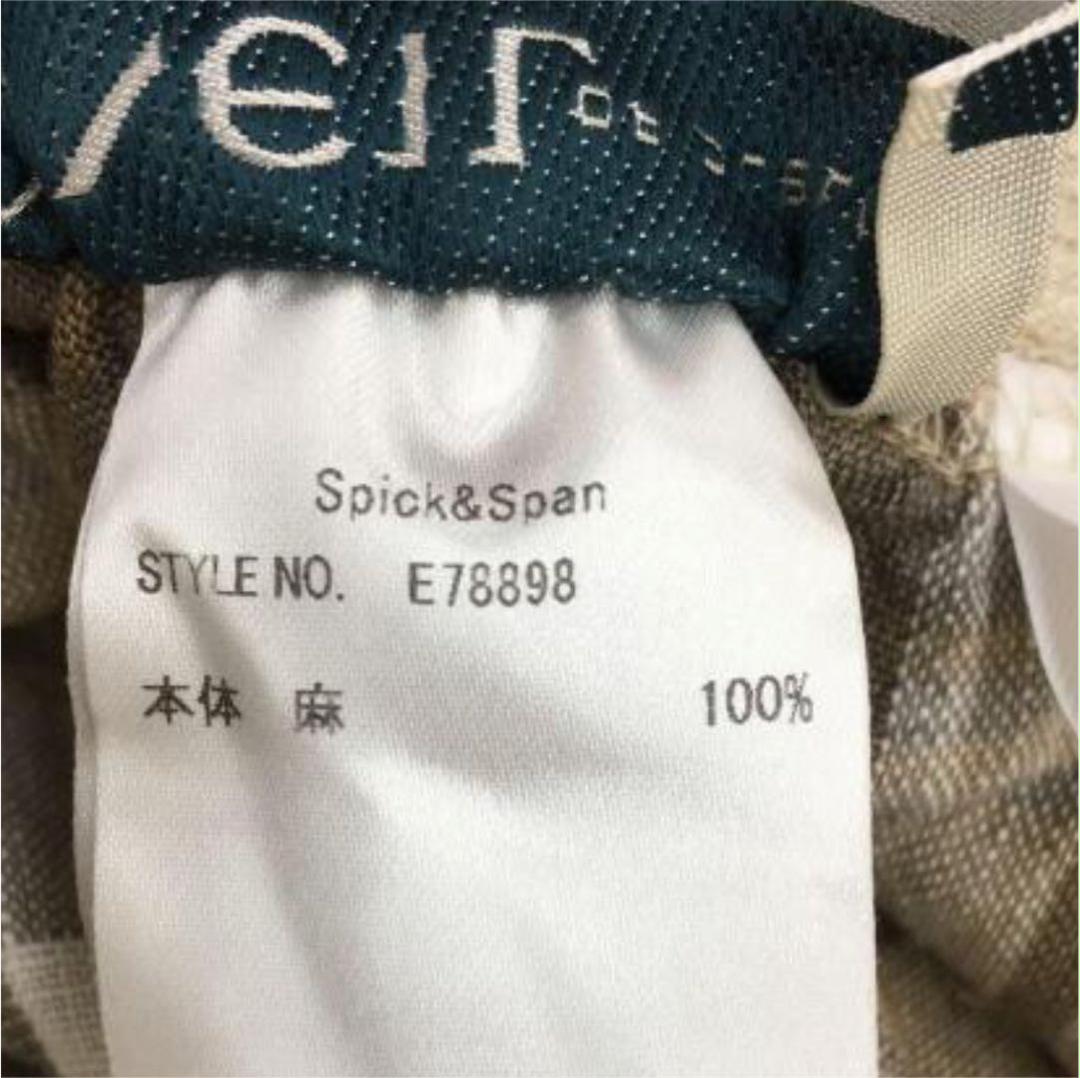 Spick&Span
STYLE NO. E78898
本体 麻 100%